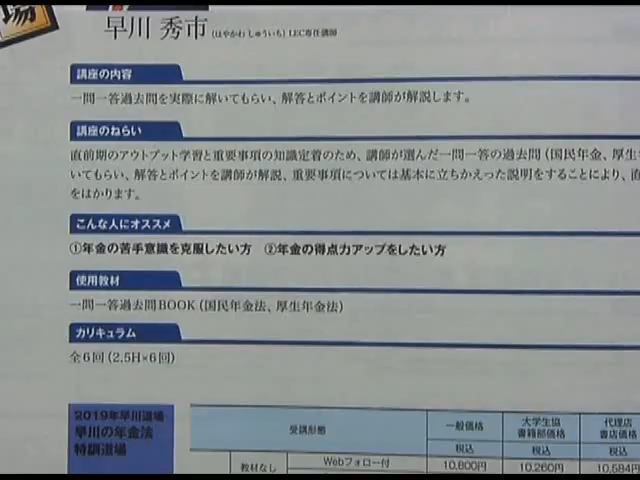 場
早川 秀市 (はやかわ しゅういち) LEC専任講師
講座の内容
一問一答過去問を実際に解いてもらい、解答とポイントを講師が解説します。
講座のねらい
直前期のアウトプット学習と重要事項の知識定着のため、講師が選んだ一問一答の過去問(国民年金、厚生
いてもらい、解答とポイントを講師が解説、重要事項については基本に立ちかえった説明をすることにより、直
をはかります。
こんな人にオススメ
①年金の苦手意識を克服したい方 ②年金の得点力アップをしたい方
使用教材
一問一答過去問BOOK(国民年金法、厚生年金法)
カリキュラム
全6回(2.5H×6回)
2019年早川道場
早川の年金法
特訓道場
受講形態 一般価格 大学生協書籍部価格 代理店書店価格
税込 税込 税込
教材なし Webフォロー付 10,800円 10,260円 10,584円